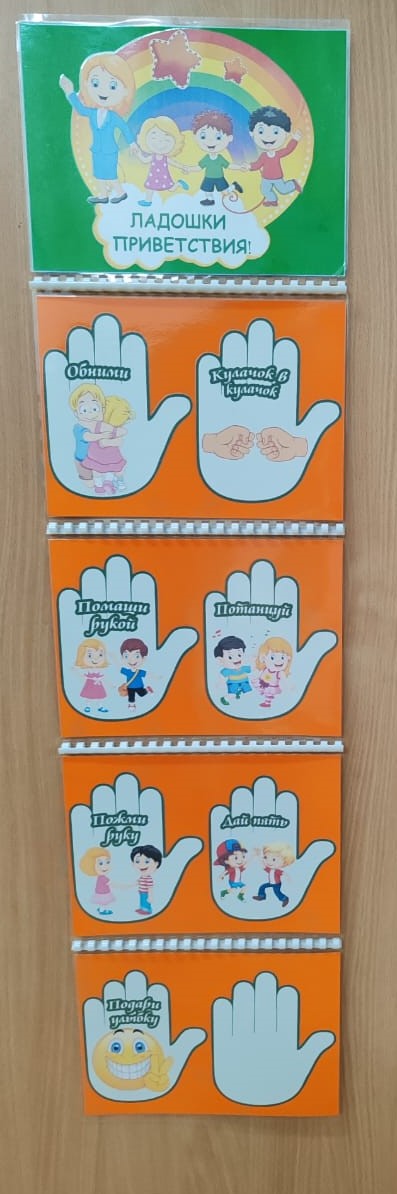 ЛАДОШКИ
ПРИВЕТСТВИЯ!
Обними
Кулачок в
кулачок
Помаши
рукой
Потанцуй
Пожми
руку
Дай пять
Подари
улыбку